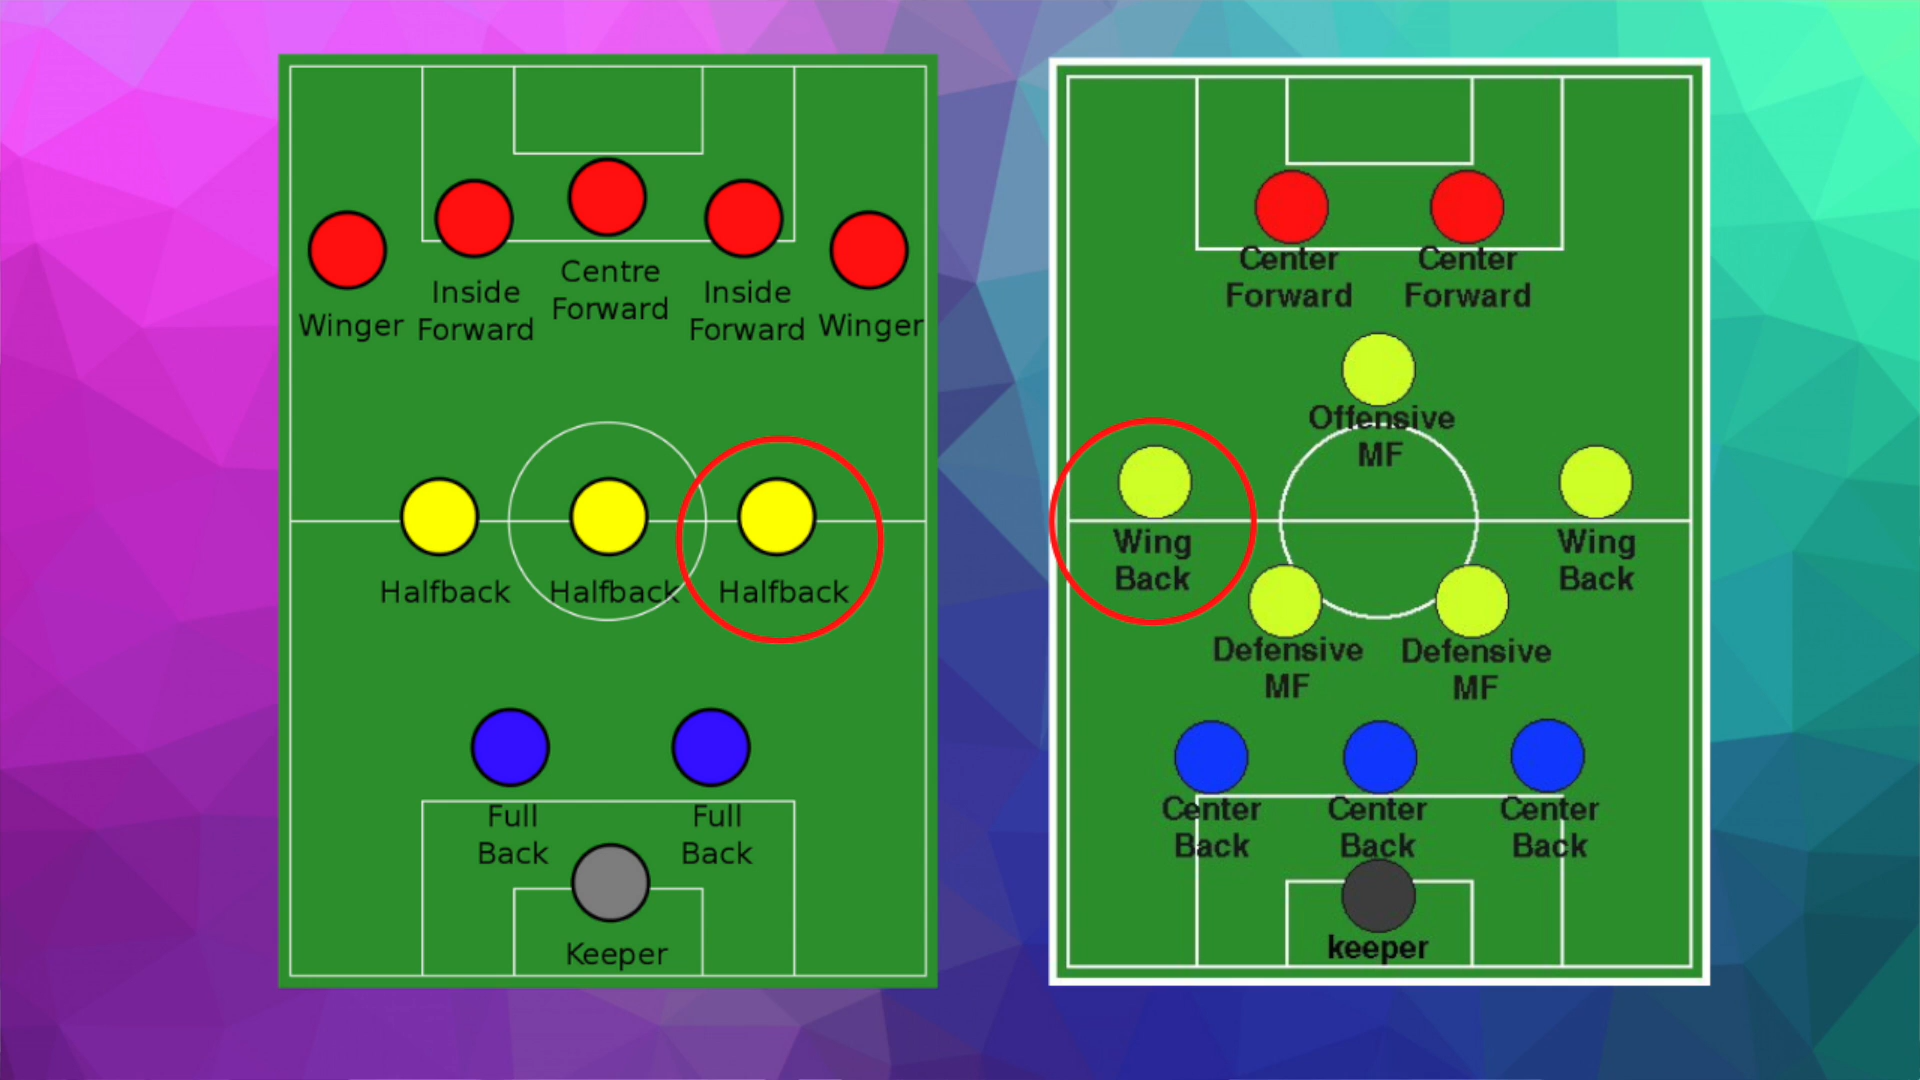 Centre
Forward
Inside
Forward
Inside
Forward
Winger
Winger
Halfback
Halfback
Halfback
Full
Back
Full
Back
Keeper
Center
Forward
Center
Forward
Offensive
MF
Wing
Back
Wing
Back
Defensive
MF
Defensive
MF
Center
Back
Center
Back
Center
Back
keeper